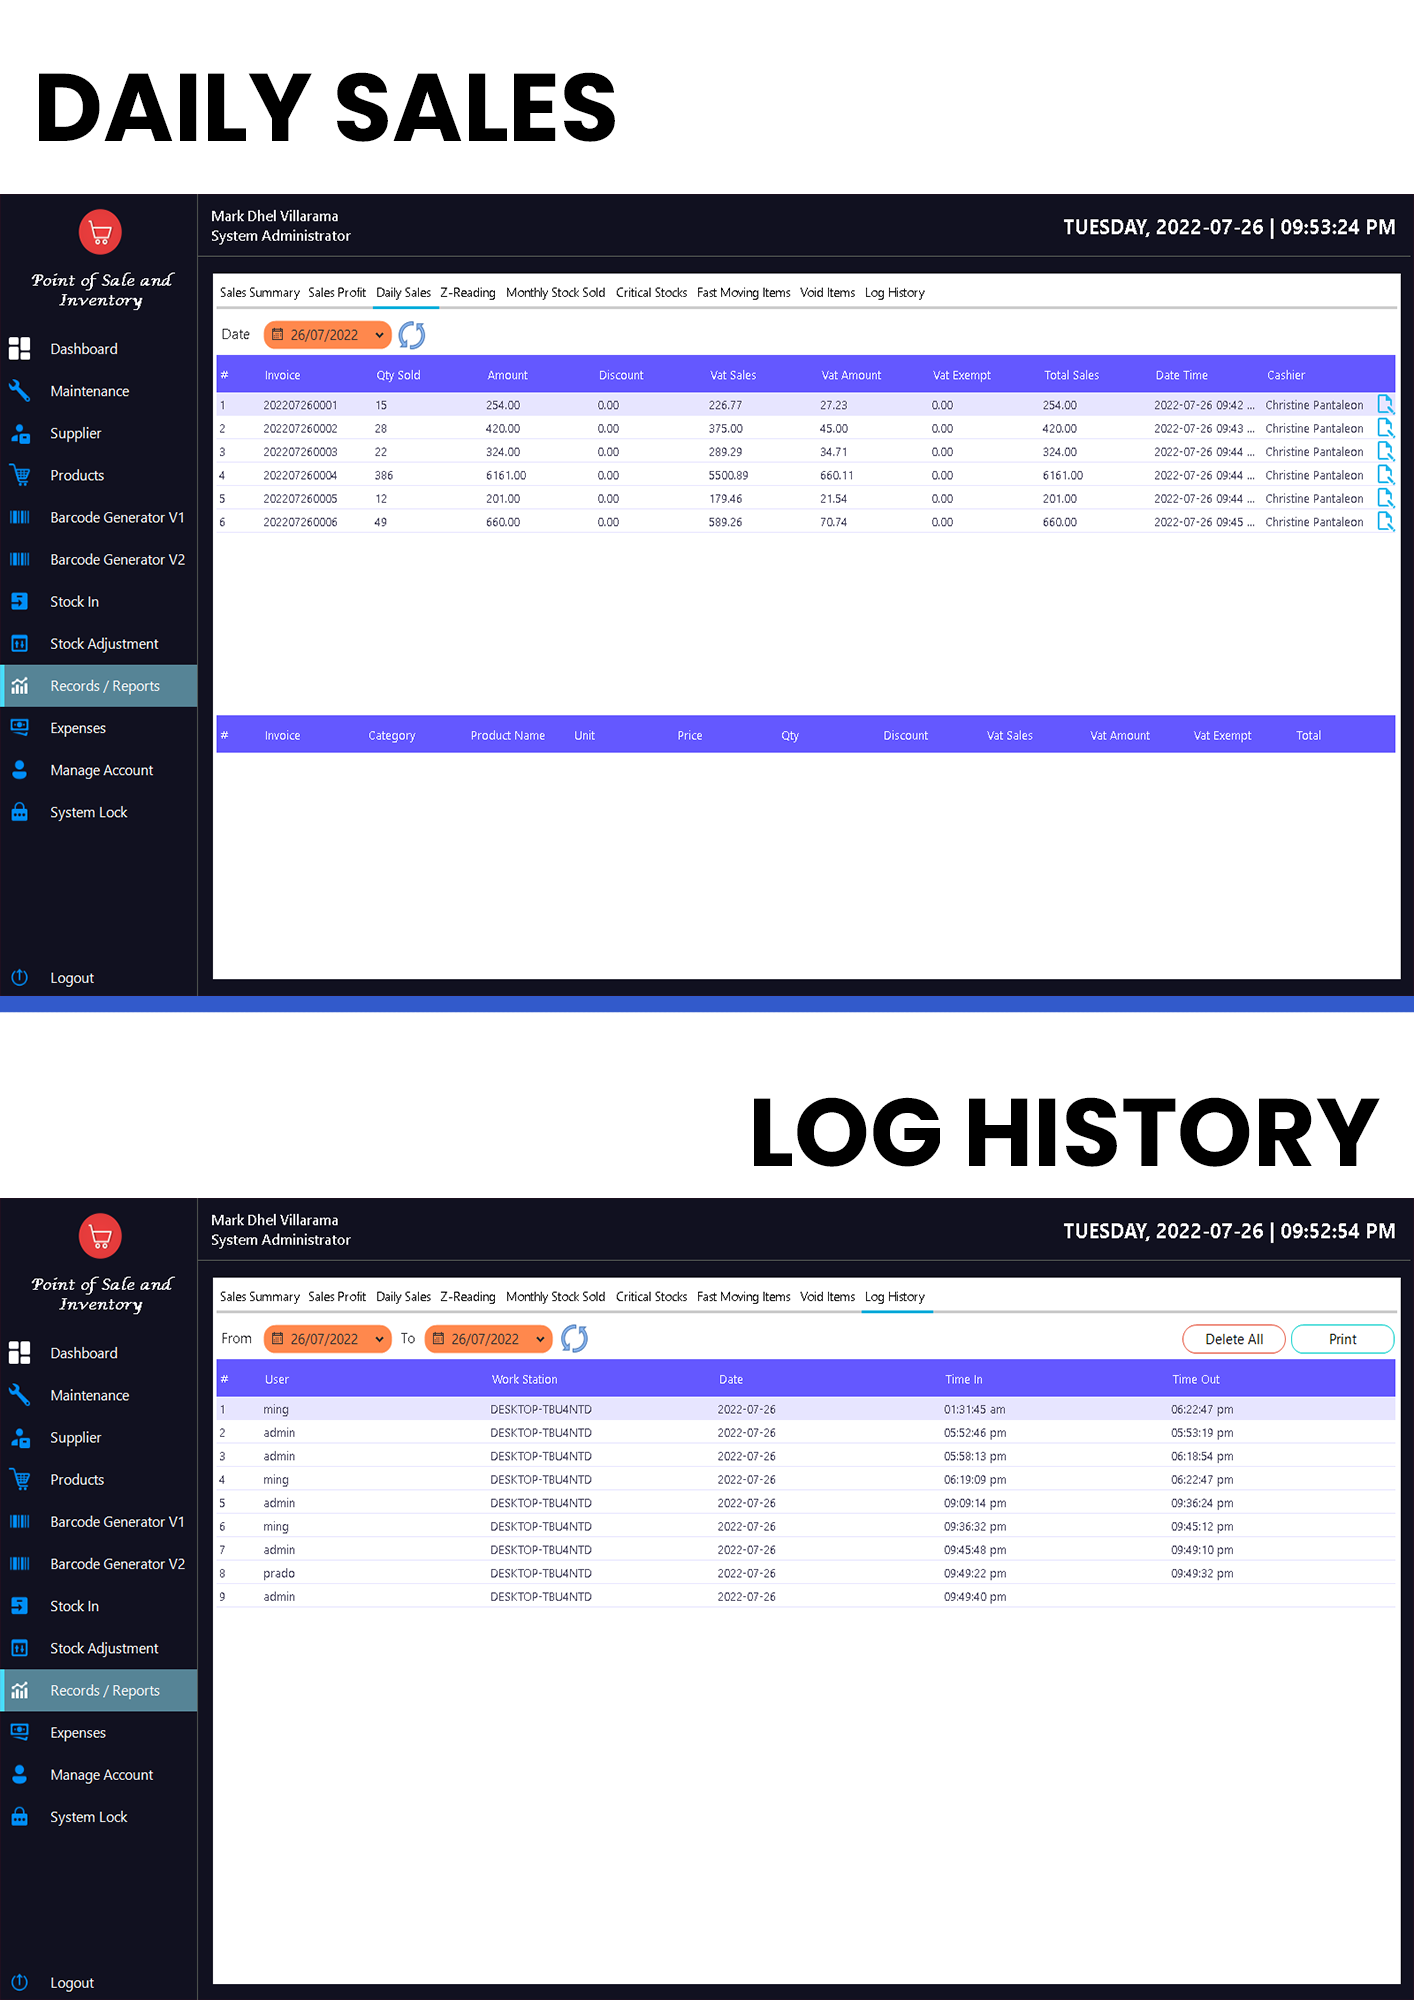 DAILY SALES
Point of Sale and
Inventory
Dashboard
Maintenance
Supplier
Products
Barcode Generator V1
Barcode Generator V2
Stock In
Stock Adjustment
Records / Reports
Expenses
Manage Account
System Lock
Logout
Mark Dhel Villarama
System Administrator
TUESDAY, 2022-07-26 | 09:53:24 PM
Sales Summary Sales Profit Daily Sales Z-Reading Monthly Stock Sold Critical Stocks Fast Moving Items Void Items Log History
Date 26/07/2022
# Invoice Qty Sold Amount Discount Vat Sales Vat Amount Vat Exempt Total Sales Date Time Cashier
1 202207260001 15 254.00 0.00 226.77 27.23 0.00 254.00 2022-07-26 09:42 ... Christine Pantaleon
2 202207260002 28 420.00 0.00 375.00 45.00 0.00 420.00 2022-07-26 09:43 ... Christine Pantaleon
3 202207260003 22 324.00 0.00 289.29 34.71 0.00 324.00 2022-07-26 09:44 ... Christine Pantaleon
4 202207260004 386 6161.00 0.00 5500.89 660.11 0.00 6161.00 2022-07-26 09:44 ... Christine Pantaleon
5 202207260005 12 201.00 0.00 179.46 21.54 0.00 201.00 2022-07-26 09:44 ... Christine Pantaleon
6 202207260006 49 660.00 0.00 589.26 70.74 0.00 660.00 2022-07-26 09:45 ... Christine Pantaleon
# Invoice Category Product Name Unit Price Qty Discount Vat Sales Vat Amount Vat Exempt Total
LOG HISTORY
Point of Sale and
Inventory
Dashboard
Maintenance
Supplier
Products
Barcode Generator V1
Barcode Generator V2
Stock In
Stock Adjustment
Records / Reports
Expenses
Manage Account
System Lock
Logout
Mark Dhel Villarama
System Administrator
TUESDAY, 2022-07-26 | 09:52:54 PM
Sales Summary Sales Profit Daily Sales Z-Reading Monthly Stock Sold Critical Stocks Fast Moving Items Void Items Log History
From 26/07/2022 To 26/07/2022 Delete All Print
# User Work Station Date Time In Time Out
1 ming DESKTOP-TBU4NTD 2022-07-26 01:31:45 am 06:22:47 pm
2 admin DESKTOP-TBU4NTD 2022-07-26 05:52:46 pm 05:53:19 pm
3 admin DESKTOP-TBU4NTD 2022-07-26 05:58:13 pm 06:18:54 pm
4 ming DESKTOP-TBU4NTD 2022-07-26 06:19:09 pm 06:22:47 pm
5 admin DESKTOP-TBU4NTD 2022-07-26 09:09:14 pm 09:36:24 pm
6 ming DESKTOP-TBU4NTD 2022-07-26 09:36:32 pm 09:45:12 pm
7 admin DESKTOP-TBU4NTD 2022-07-26 09:45:48 pm 09:49:10 pm
8 prado DESKTOP-TBU4NTD 2022-07-26 09:49:22 pm 09:49:32 pm
9 admin DESKTOP-TBU4NTD 2022-07-26 09:49:40 pm